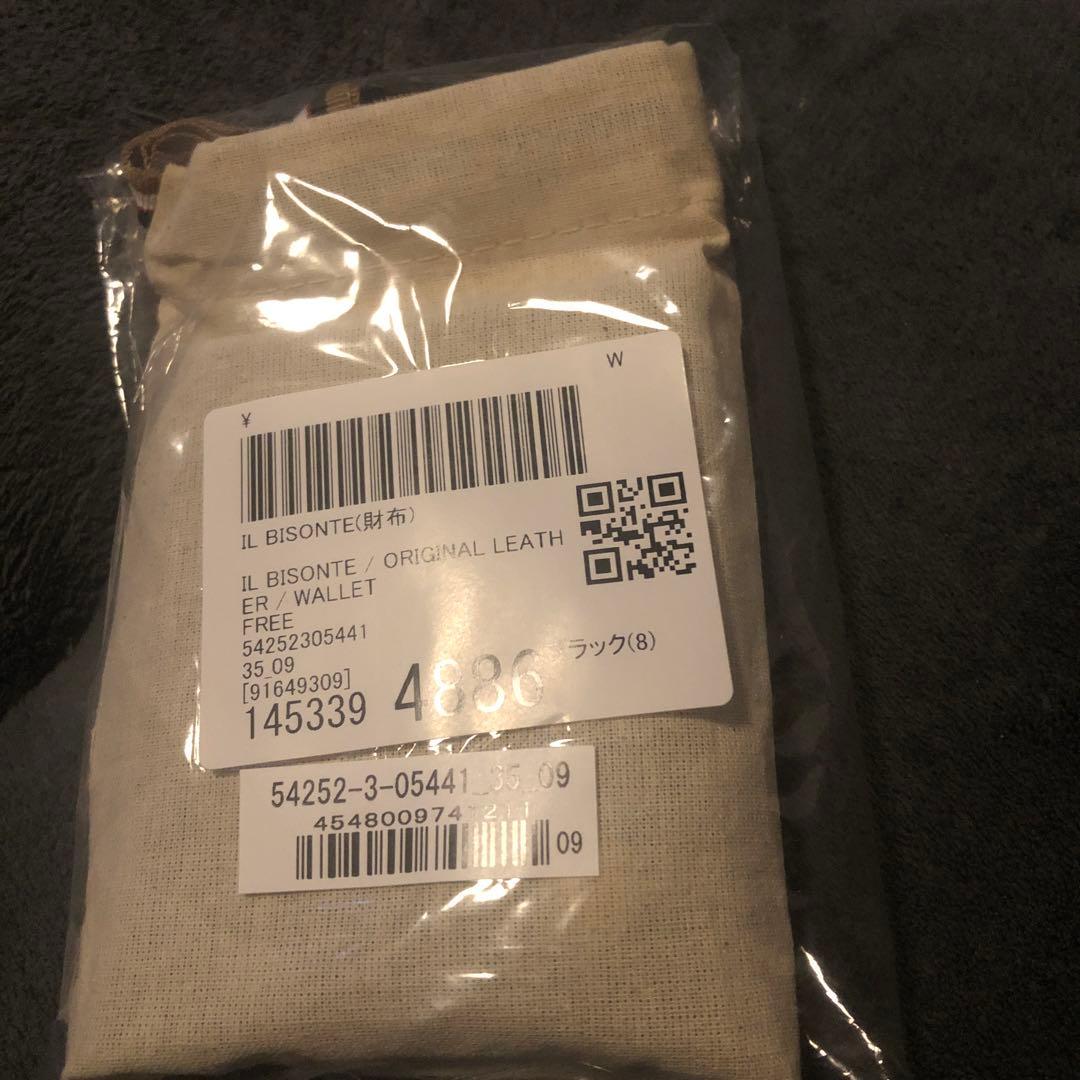 ¥
W
IL BISONTE(財布)
IL BISONTE / ORIGINAL LEATH
ER / WALLET
FREE
54252305441
35_09
[91649309]
145339 4886 ラック(8)
54252-3-05441_35_09
09